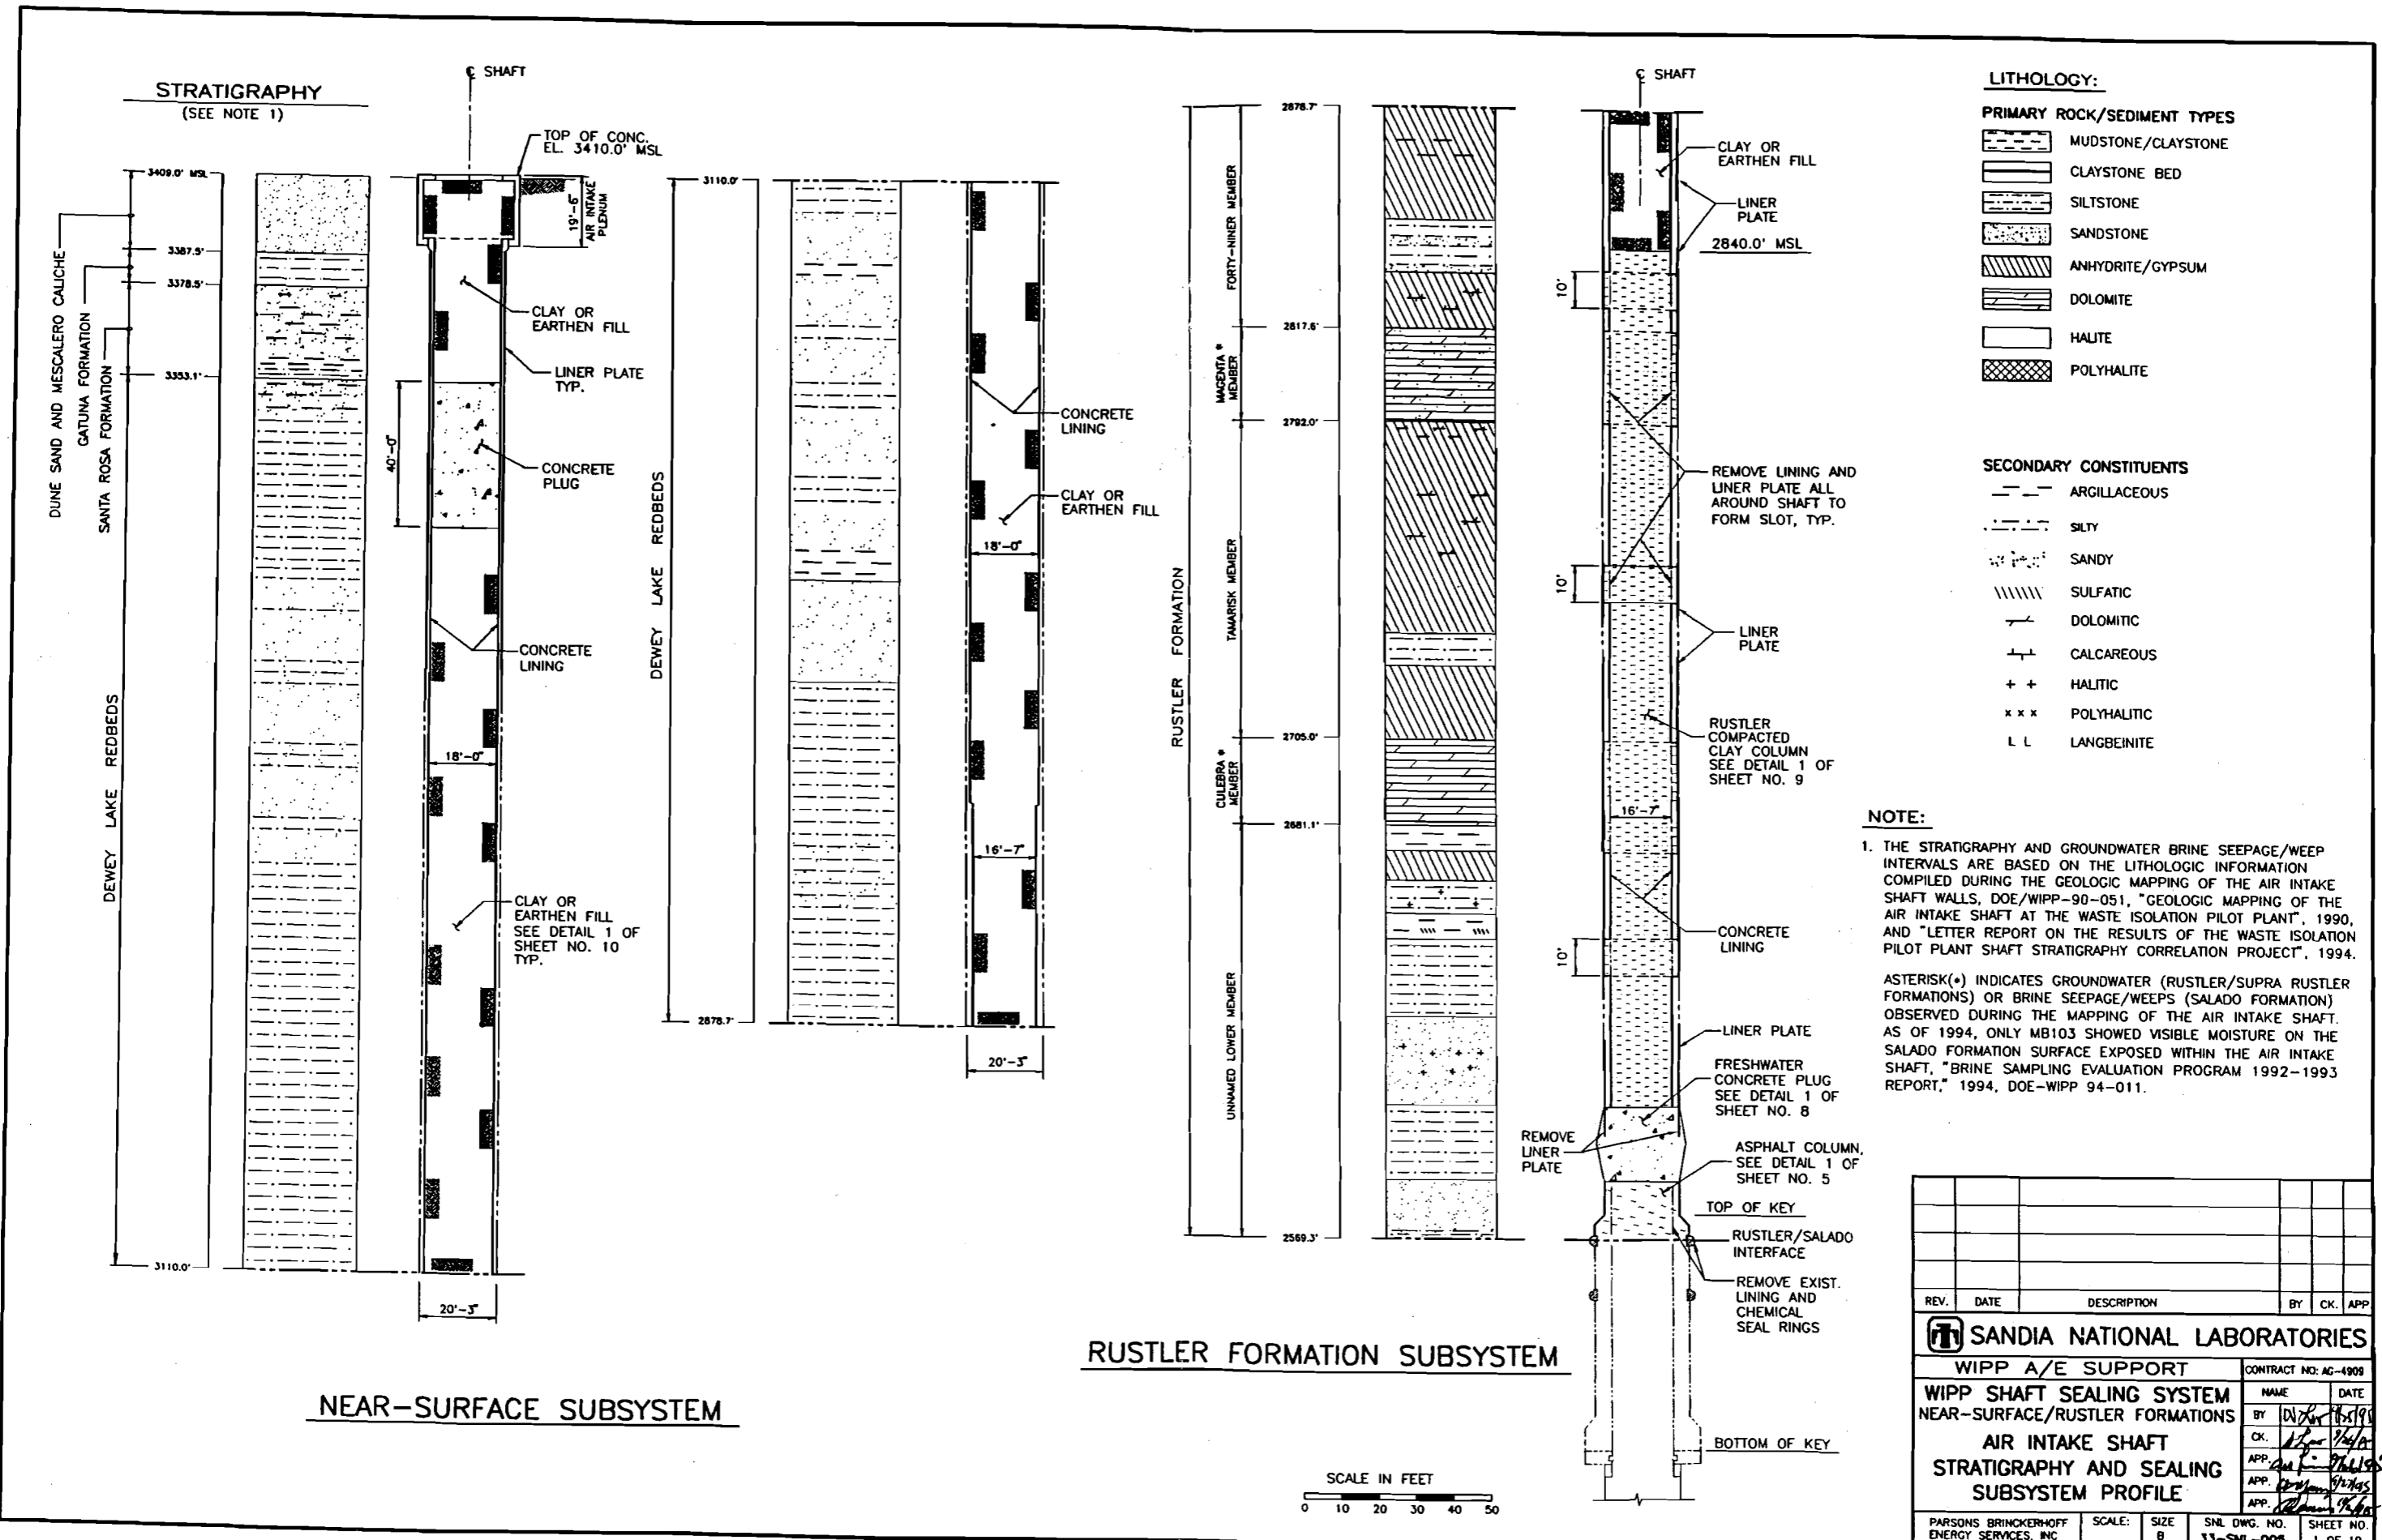 STRATIGRAPHY
(SEE NOTE 1)
℄ SHAFT
TOP OF CONC.
EL. 3410.0' MSL
3409.0' MSL
3387.5'
3378.5'
3353.1'
3110.0'
DUNE SAND AND MESCALERO CALICHE
GATUNA FORMATION
SANTA ROSA FORMATION
DEWEY LAKE REDBEDS
19'-6"
AIR INTAKE
PLENUM
CLAY OR
EARTHEN FILL
LINER PLATE
TYP.
40'-0"
CONCRETE
PLUG
CONCRETE
LINING
18'-0"
CLAY OR
EARTHEN FILL
SEE DETAIL 1 OF
SHEET NO. 10
TYP.
20'-3"
NEAR-SURFACE SUBSYSTEM
3110.0'
DEWEY LAKE REDBEDS
2878.7'
CONCRETE
LINING
CLAY OR
EARTHEN FILL
18'-0"
16'-7"
20'-3"
RUSTLER FORMATION
2878.7'
FORTY-NINER MEMBER
2817.6'
MAGENTA *
MEMBER
2792.0'
TAMARISK MEMBER
2705.0'
CULEBRA *
MEMBER
2681.1'
UNNAMED LOWER MEMBER
2569.3'
℄ SHAFT
CLAY OR
EARTHEN FILL
LINER
PLATE
2840.0' MSL
10'
REMOVE LINING AND
LINER PLATE ALL
AROUND SHAFT TO
FORM SLOT, TYP.
10'
LINER
PLATE
RUSTLER
COMPACTED
CLAY COLUMN
SEE DETAIL 1 OF
SHEET NO. 9
16'-7"
CONCRETE
LINING
10'
LINER PLATE
FRESHWATER
CONCRETE PLUG
SEE DETAIL 1 OF
SHEET NO. 8
REMOVE
LINER
PLATE
ASPHALT COLUMN,
SEE DETAIL 1 OF
SHEET NO. 5
TOP OF KEY
RUSTLER/SALADO
INTERFACE
REMOVE EXIST.
LINING AND
CHEMICAL
SEAL RINGS
BOTTOM OF KEY
RUSTLER FORMATION SUBSYSTEM
SCALE IN FEET
0 10 20 30 40 50
LITHOLOGY:
PRIMARY ROCK/SEDIMENT TYPES
MUDSTONE/CLAYSTONE
CLAYSTONE BED
SILTSTONE
SANDSTONE
ANHYDRITE/GYPSUM
DOLOMITE
HALITE
POLYHALITE
SECONDARY CONSTITUENTS
ARGILLACEOUS
SILTY
SANDY
SULFATIC
DOLOMITIC
CALCAREOUS
+ + HALITIC
x x x POLYHALITIC
L L LANGBEINITE
NOTE:
1. THE STRATIGRAPHY AND GROUNDWATER BRINE SEEPAGE/WEEP
INTERVALS ARE BASED ON THE LITHOLOGIC INFORMATION
COMPILED DURING THE GEOLOGIC MAPPING OF THE AIR INTAKE
SHAFT WALLS, DOE/WIPP-90-051, "GEOLOGIC MAPPING OF THE
AIR INTAKE SHAFT AT THE WASTE ISOLATION PILOT PLANT", 1990,
AND "LETTER REPORT ON THE RESULTS OF THE WASTE ISOLATION
PILOT PLANT SHAFT STRATIGRAPHY CORRELATION PROJECT", 1994.
ASTERISK(*) INDICATES GROUNDWATER (RUSTLER/SUPRA RUSTLER
FORMATIONS) OR BRINE SEEPAGE/WEEPS (SALADO FORMATION)
OBSERVED DURING THE MAPPING OF THE AIR INTAKE SHAFT.
AS OF 1994, ONLY MB103 SHOWED VISIBLE MOISTURE ON THE
SALADO FORMATION SURFACE EXPOSED WITHIN THE AIR INTAKE
SHAFT, "BRINE SAMPLING EVALUATION PROGRAM 1992-1993
REPORT," 1994, DOE-WIPP 94-011.
REV. DATE DESCRIPTION BY CK. APP
SANDIA NATIONAL LABORATORIES
WIPP A/E SUPPORT
CONTRACT NO: AG-4909
WIPP SHAFT SEALING SYSTEM
NEAR-SURFACE/RUSTLER FORMATIONS
AIR INTAKE SHAFT
STRATIGRAPHY AND SEALING
SUBSYSTEM PROFILE
NAME DATE
BY
CK.
APP.
APP. 9/27/95
APP.
PARSONS BRINCKERHOFF
ENERGY SERVICES, INC
SCALE:
SIZE
B
SNL DWG. NO.
SHEET NO.